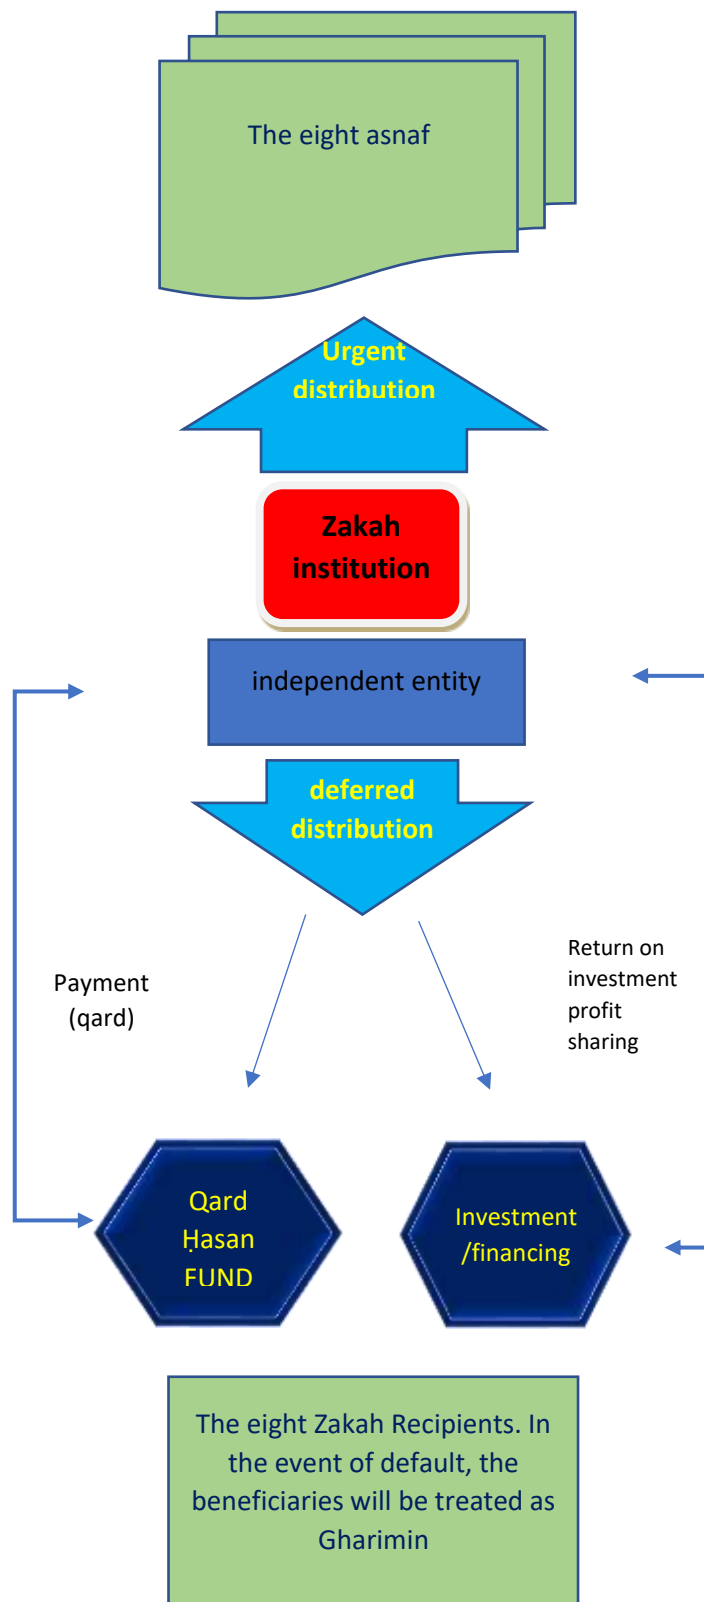 The eight asnaf
Urgent
distribution
Zakah
institution
independent entity
deferred
distribution
Payment
(qard)
Return on
investment
profit
sharing
Qard
Ḥasan
FUND
Investment
/financing
The eight Zakah Recipients. In
the event of default, the
beneficiaries will be treated as
Gharimin